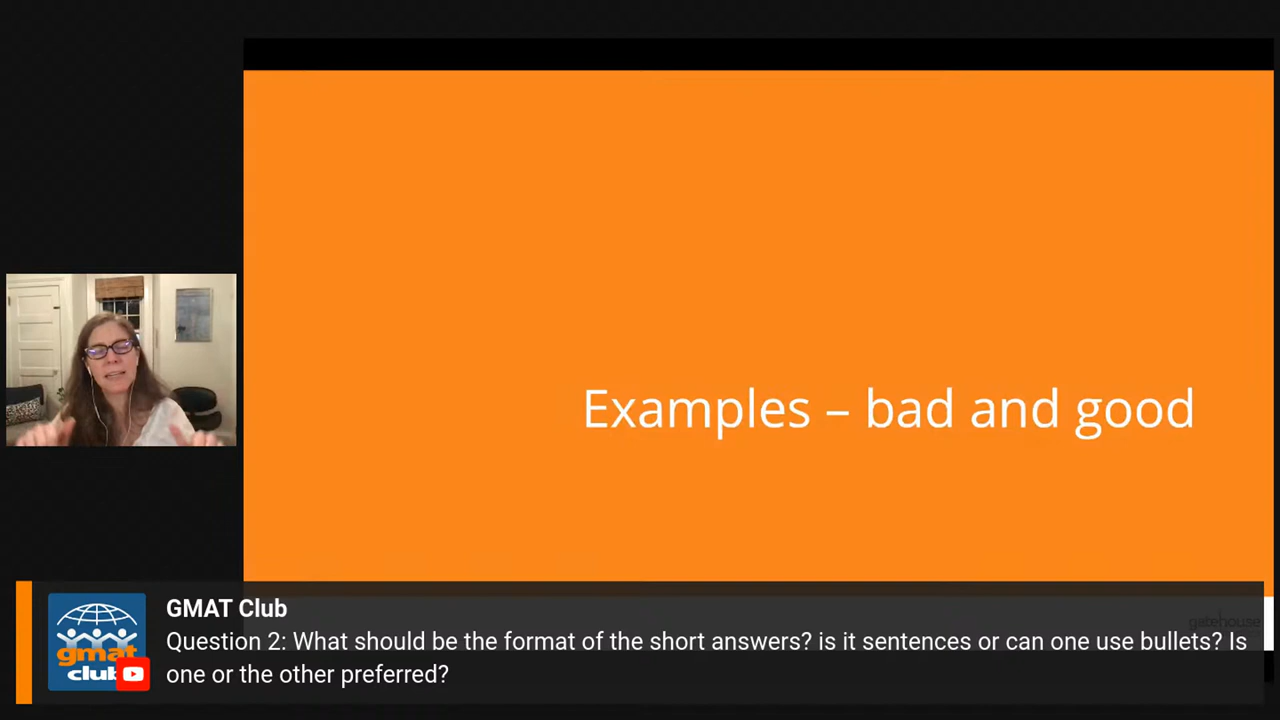 Examples – bad and good
GMAT Club
gatehouse
Question 2: What should be the format of the short answers? is it sentences or can one use bullets? Is
one or the other preferred?
gmat
club